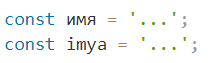 const имя = '...';
const imya = '...';